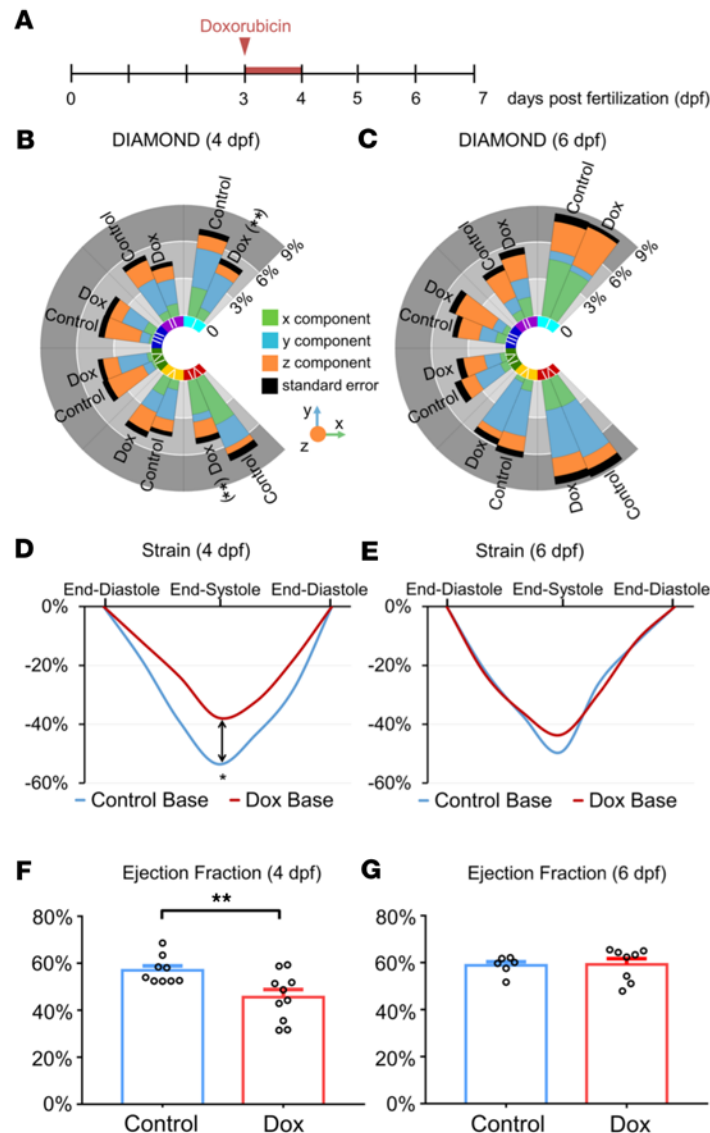 A
Doxorubicin
0 3 4 5 6 7 days post fertilization (dpf)
B DIAMOND (4 dpf)
Control
Dox (**)
Control
Dox
Dox
Control
Dox
Control
Dox
Control
Dox (**)
Control
0 3% 6% 9%
x component
y component
z component
standard error
y
x
z
C DIAMOND (6 dpf)
Control
Dox
Control
Dox
Dox
Control
Dox
Control
Dox
Control
Dox
Control
0 3% 6% 9%
D Strain (4 dpf)
End-Diastole End-Systole End-Diastole
0%
-20%
-40%
-60%
*
Control Base Dox Base
E Strain (6 dpf)
End-Diastole End-Systole End-Diastole
0%
-20%
-40%
-60%
Control Base Dox Base
F Ejection Fraction (4 dpf)
**
80%
60%
40%
20%
0%
Control Dox
G Ejection Fraction (6 dpf)
80%
60%
40%
20%
0%
Control Dox